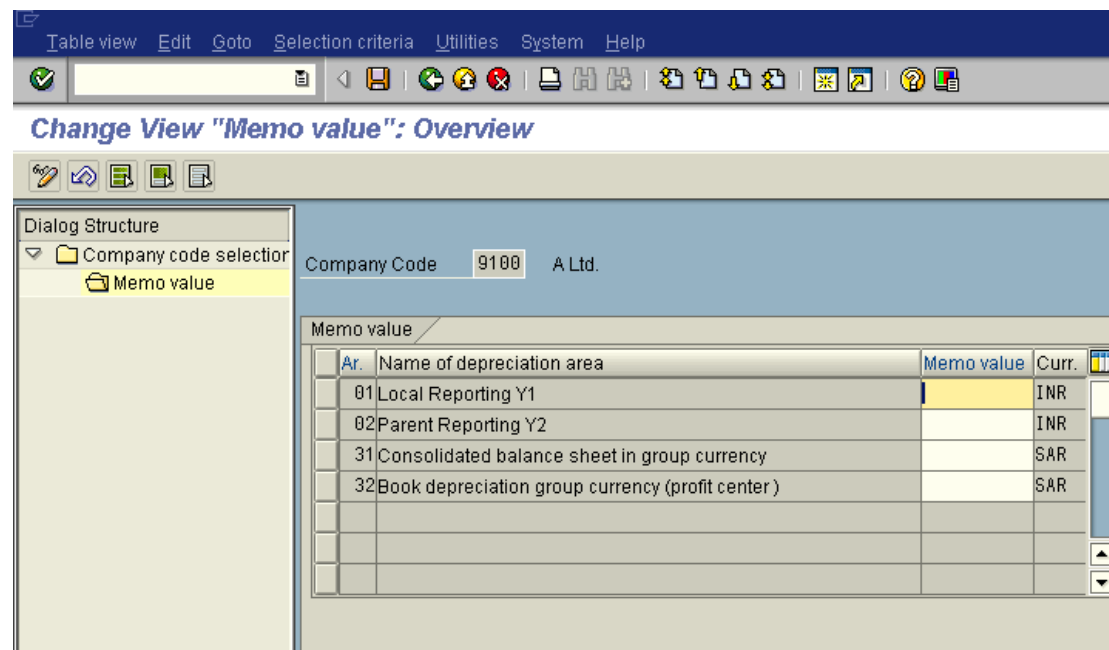 Table view Edit Goto Selection criteria Utilities System Help
Change View "Memo value": Overview
Dialog Structure
Company code selection
Memo value
Company Code 9100 A Ltd.
Memo value
Ar. Name of depreciation area Memo value Curr.
01 Local Reporting Y1 INR
02 Parent Reporting Y2 INR
31 Consolidated balance sheet in group currency SAR
32 Book depreciation group currency (profit center) SAR